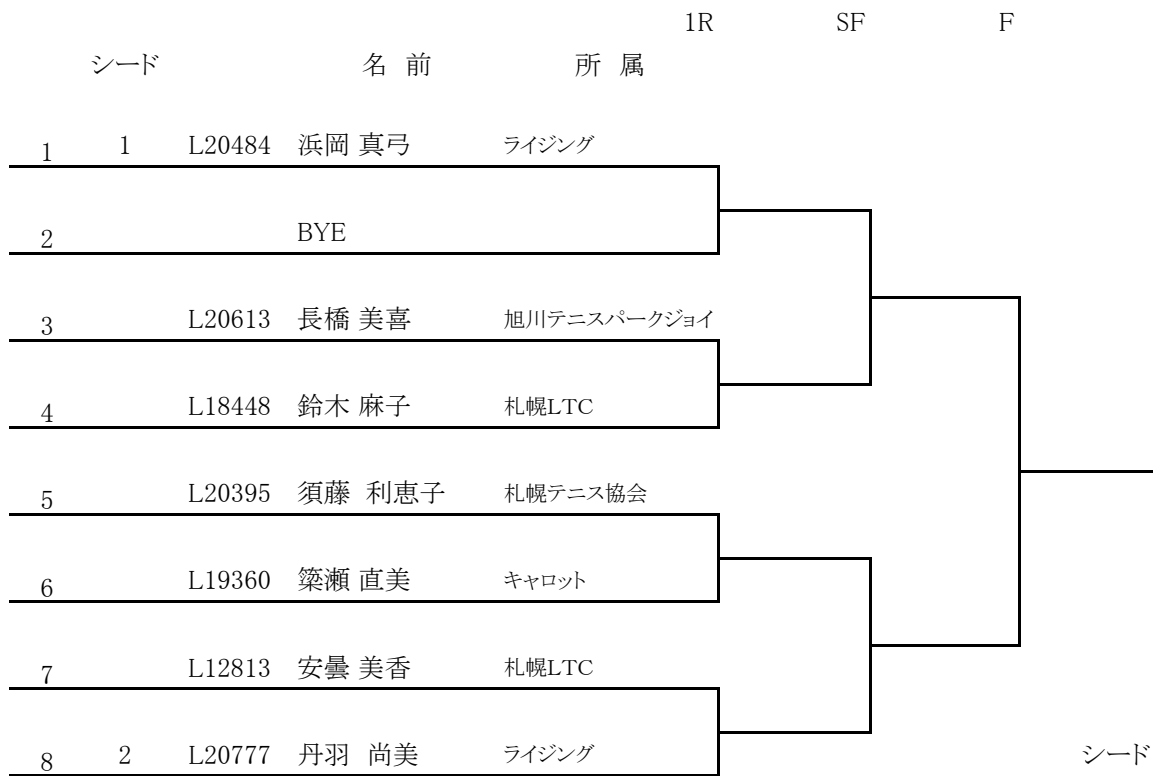 1R SF F
シード 名 前 所 属
1 1 L20484 浜岡 真弓 ライジング
2 BYE
3 L20613 長橋 美喜 旭川テニスパークジョイ
4 L18448 鈴木 麻子 札幌LTC
5 L20395 須藤 利恵子 札幌テニス協会
6 L19360 簗瀬 直美 キャロット
7 L12813 安曇 美香 札幌LTC
8 2 L20777 丹羽 尚美 ライジング シード